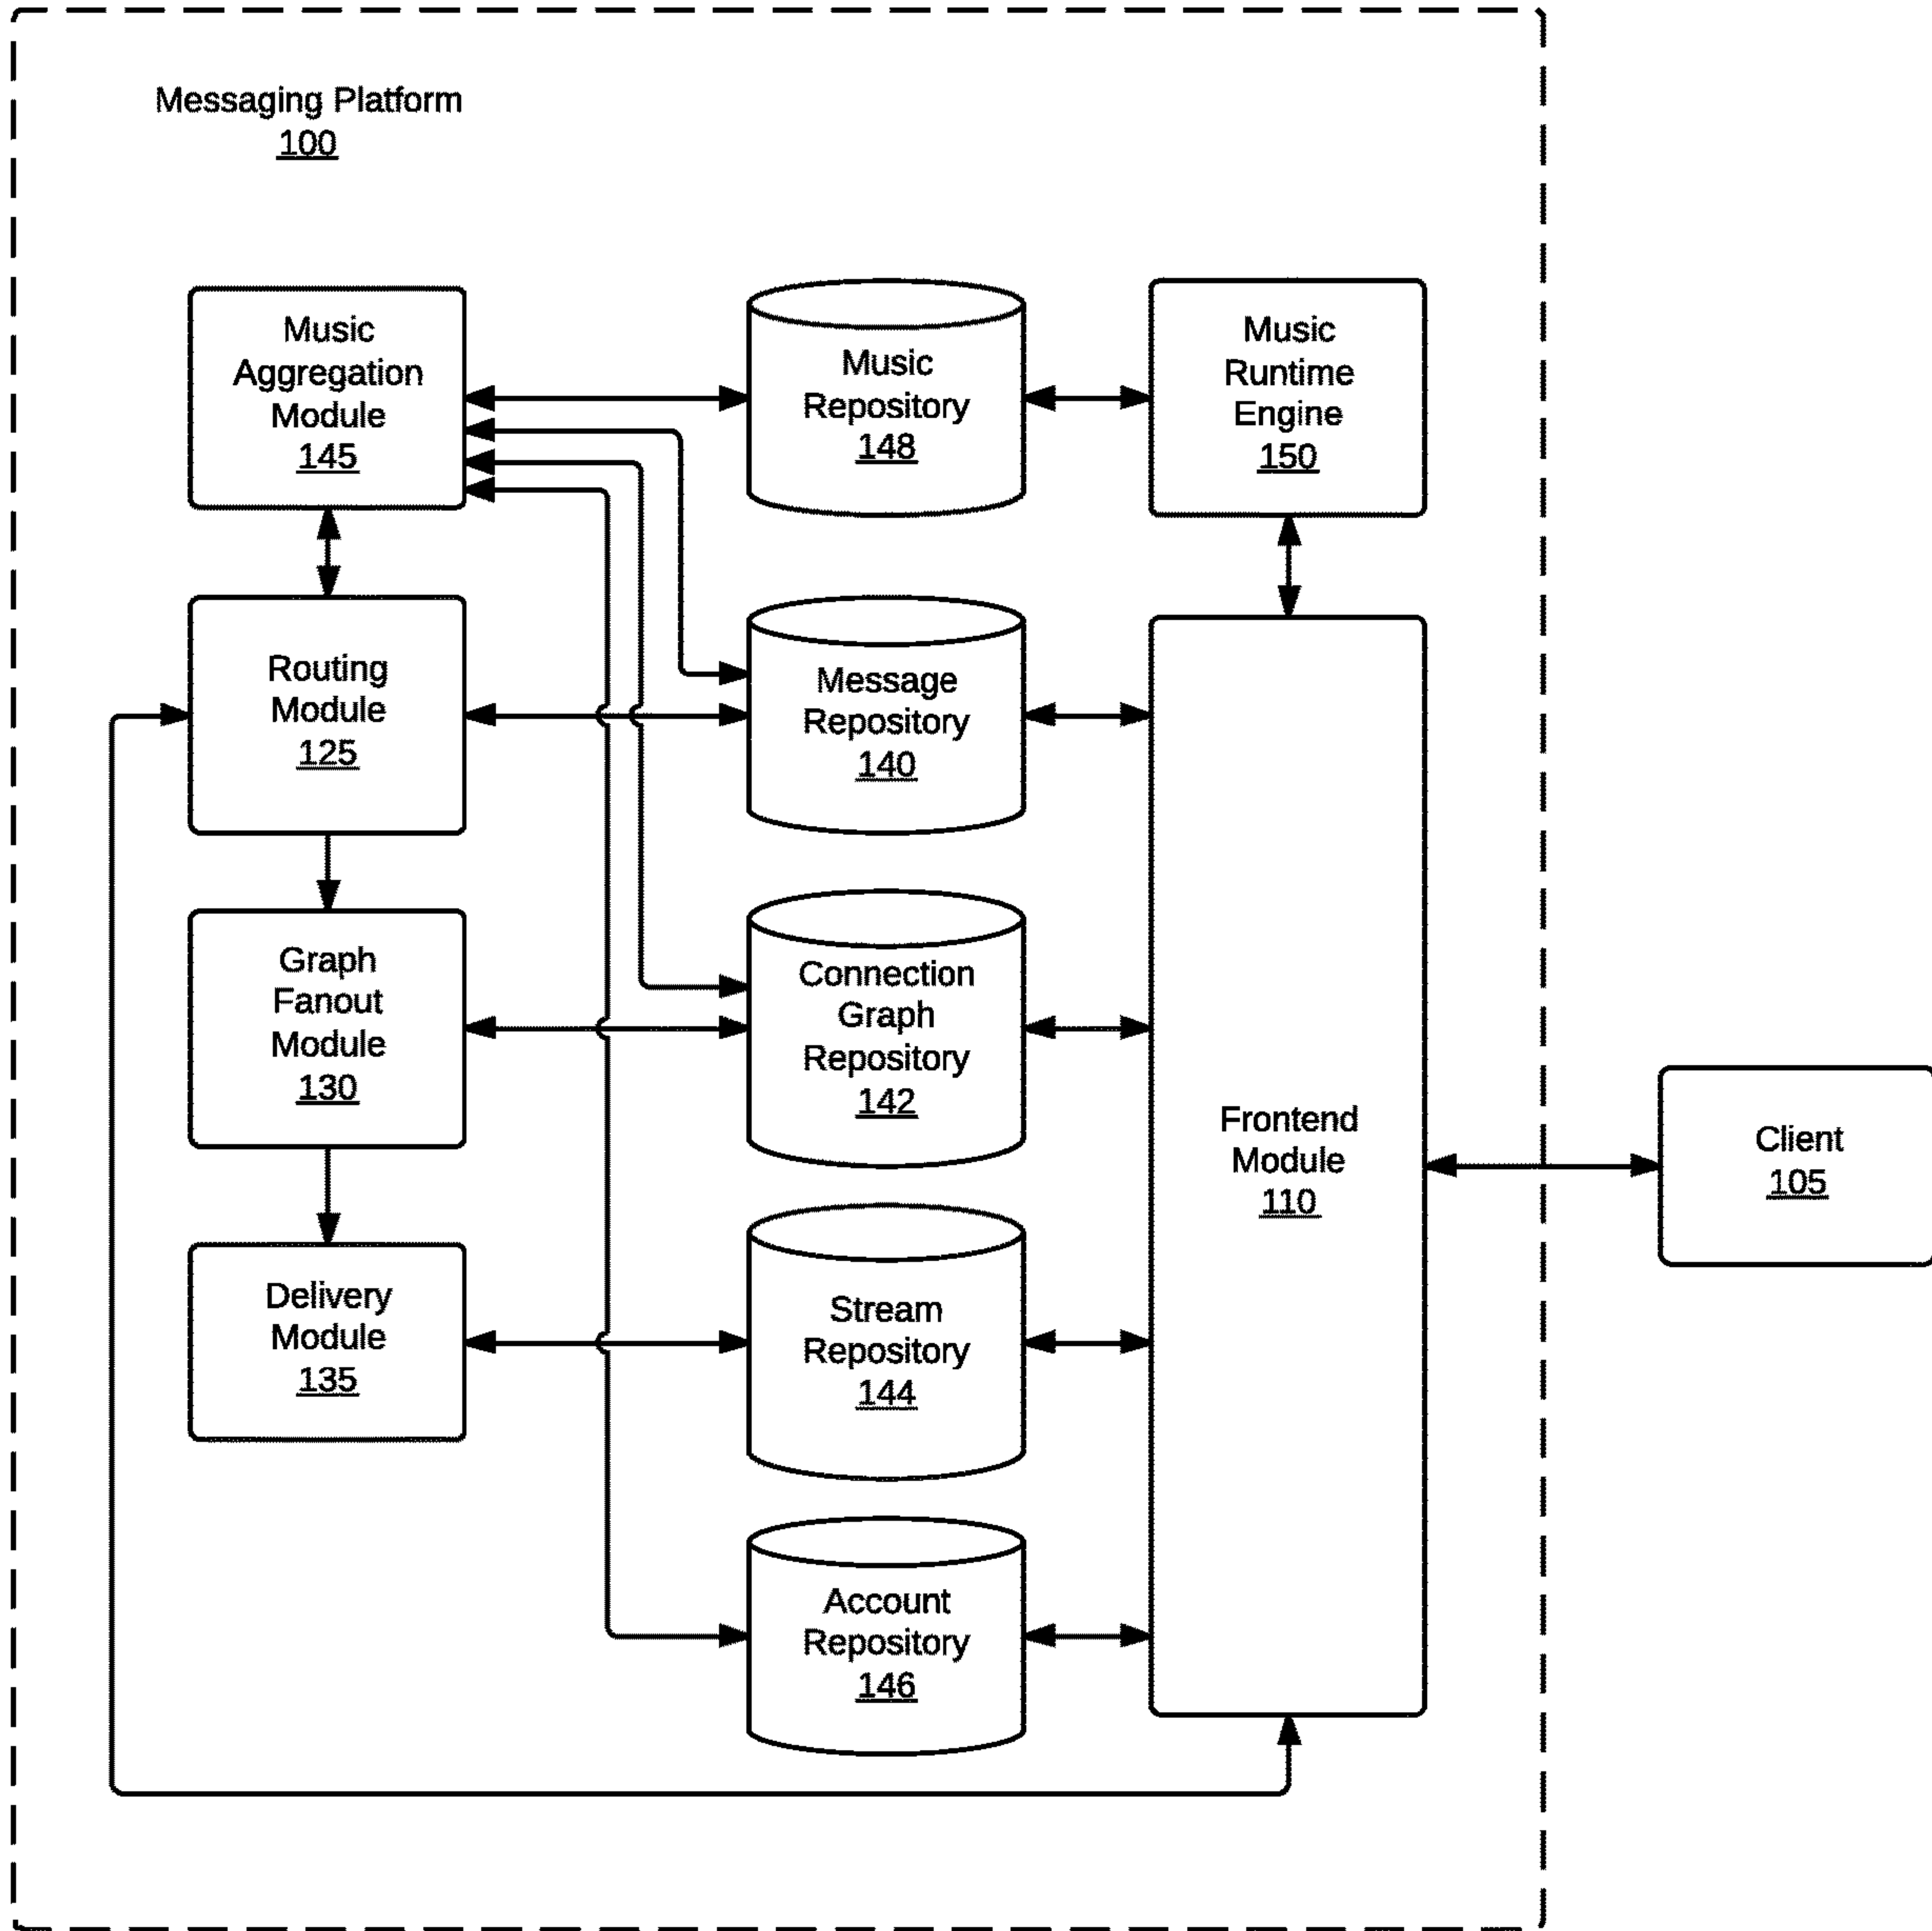 Messaging Platform
100
Music
Aggregation
Module
145
Music
Repository
148
Music
Runtime
Engine
150
Routing
Module
125
Message
Repository
140
Graph
Fanout
Module
130
Connection
Graph
Repository
142
Frontend
Module
110
Client
105
Delivery
Module
135
Stream
Repository
144
Account
Repository
146